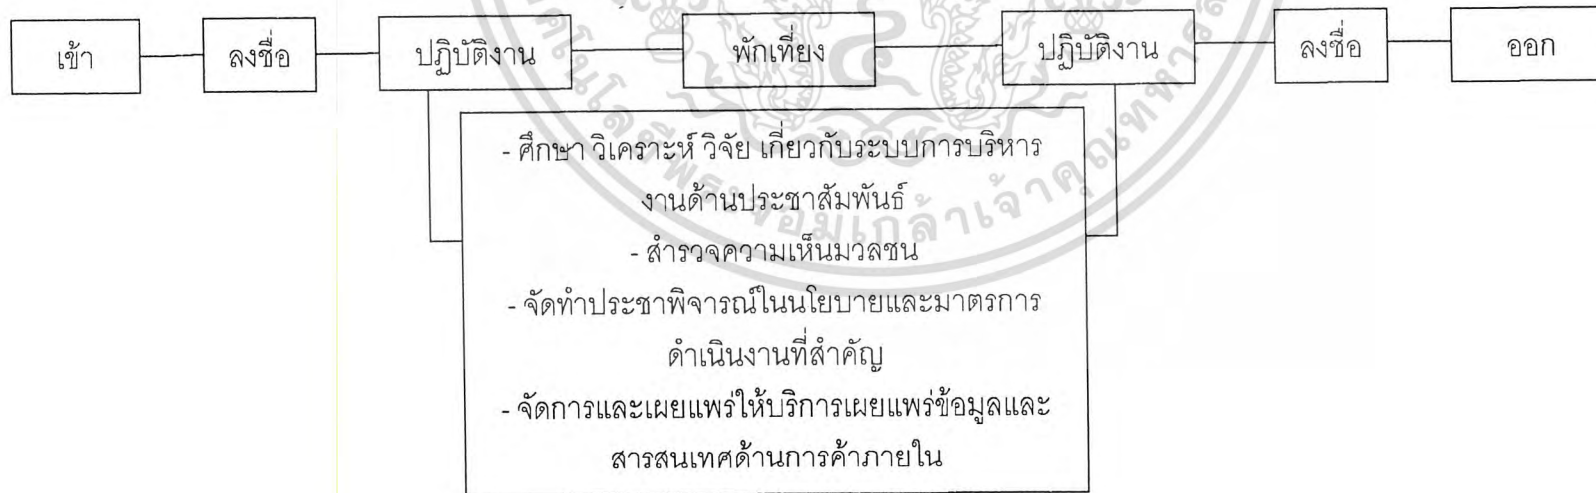 เข้า ลงชื่อ ปฏิบัติงาน พักเที่ยง ปฏิบัติงาน ลงชื่อ ออก
- ศึกษา วิเคราะห์ วิจัย เกี่ยวกับระบบการบริหาร
งานด้านประชาสัมพันธ์
- สำรวจความเห็นมวลชน
- จัดทำประชาพิจารณ์ในนโยบายและมาตรการ
ดำเนินงานที่สำคัญ
- จัดการและเผยแพร่ให้บริการเผยแพร่ข้อมูลและ
สารสนเทศด้านการค้าภายใน